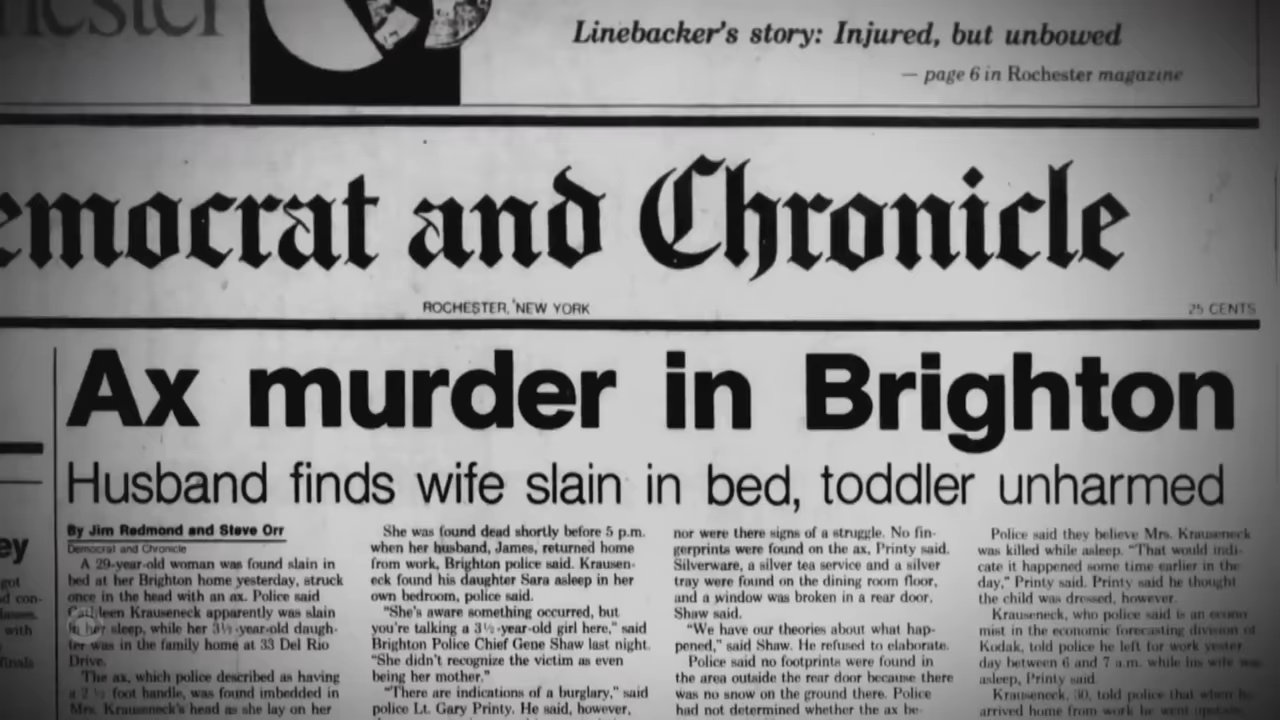 hester
Linebacker's story: Injured, but unbowed
— page 6 in Rochester magazine
emocrat and Chronicle
ROCHESTER, NEW YORK
25 CENTS
Ax murder in Brighton
Husband finds wife slain in bed, toddler unharmed
ey
got
d con-
with
finals
By Jim Redmond and Steve Orr
Democrat and Chronicle
A 29-year-old woman was found slain in
bed at her Brighton home yesterday, struck
once in the head with an ax. Police said
Cathleen Krauseneck apparently was slain
in her sleep, while her 3½-year-old daugh-
ter was in the family home at 33 Del Rio
Drive.
The ax, which police described as having
a 2½ foot handle, was found imbedded in
Mrs. Krauseneck's head as she lay on her
She was found dead shortly before 5 p.m.
when her husband, James, returned home
from work, Brighton police said. Krausen-
eck found his daughter Sara asleep in her
own bedroom, police said.
"She's aware something occurred, but
you're talking a 3½-year-old girl here," said
Brighton Police Chief Gene Shaw last night.
"She didn't recognize the victim as even
being her mother."
"There are indications of a burglary," said
police Lt. Gary Printy. He said, however,
nor were there signs of a struggle. No fin-
gerprints were found on the ax, Printy said.
Silverware, a silver tea service and a silver
tray were found on the dining room floor,
and a window was broken in a rear door,
Shaw said.
"We have our theories about what hap-
pened," said Shaw. He refused to elaborate.
Police said no footprints were found in
the area outside the rear door because there
was no snow on the ground there. Police
had not determined whether the ax be-
Police said they believe Mrs. Krauseneck
was killed while asleep. "That would indi-
cate it happened some time earlier in the
day," Printy said. Printy said he thought
the child was dressed, however.
Krauseneck, who police said is an econo-
mist in the economic forecasting division of
Kodak, told police he left for work yester-
day between 6 and 7 a.m. while his wife was
asleep, Printy said.
Krauseneck, 30, told police that when he
arrived home from work he went upstairs